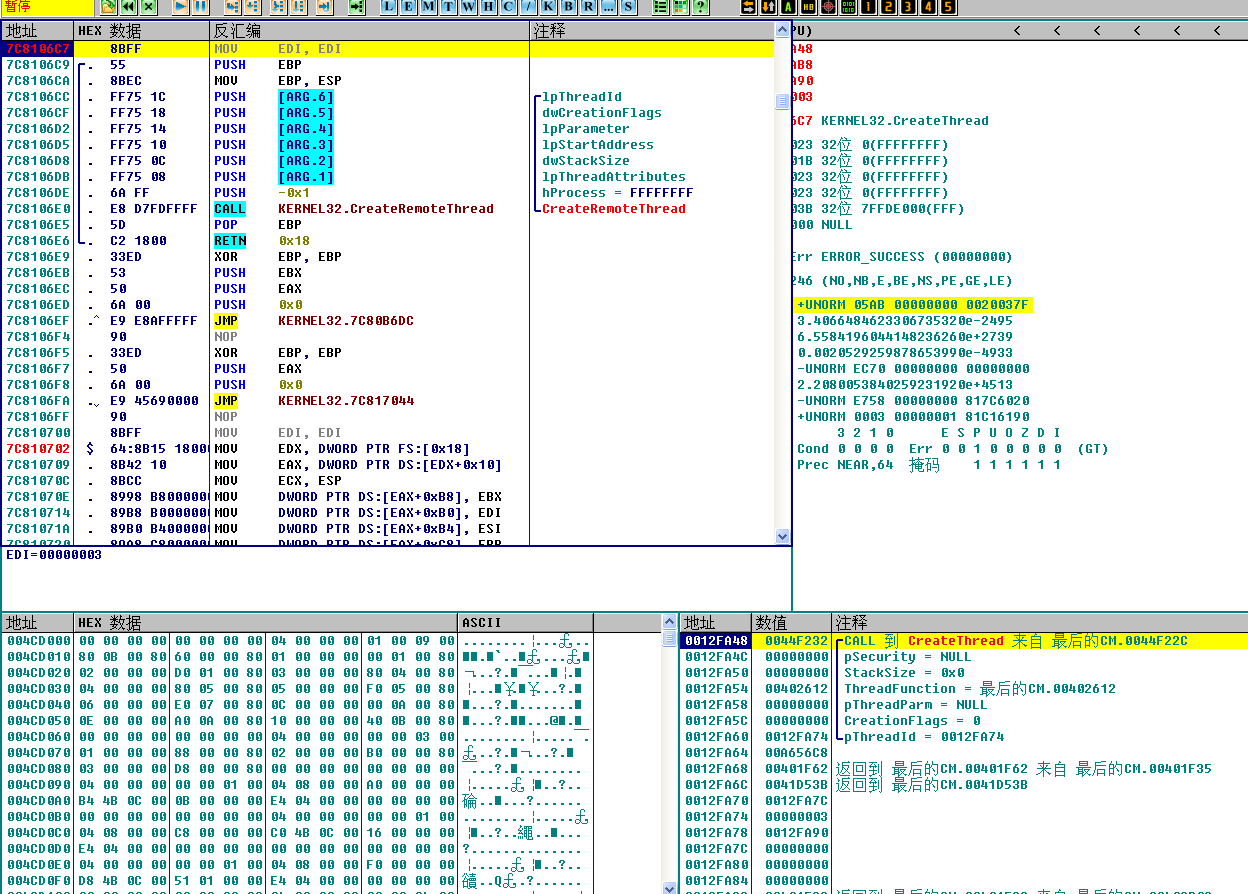 暂停
L E M T W H C / K B R ... S
地址 HEX 数据 反汇编 注释
7C8106C7 8BFF MOV EDI, EDI
7C8106C9 . 55 PUSH EBP
7C8106CA . 8BEC MOV EBP, ESP
7C8106CC . FF75 1C PUSH [ARG.6] lpThreadId
7C8106CF . FF75 18 PUSH [ARG.5] dwCreationFlags
7C8106D2 . FF75 14 PUSH [ARG.4] lpParameter
7C8106D5 . FF75 10 PUSH [ARG.3] lpStartAddress
7C8106D8 . FF75 0C PUSH [ARG.2] dwStackSize
7C8106DB . FF75 08 PUSH [ARG.1] lpThreadAttributes
7C8106DE . 6A FF PUSH -0x1 hProcess = FFFFFFFF
7C8106E0 . E8 D7FDFFFF CALL KERNEL32.CreateRemoteThread CreateRemoteThread
7C8106E5 . 5D POP EBP
7C8106E6 . C2 1800 RETN 0x18
7C8106E9 . 33ED XOR EBP, EBP
7C8106EB . 53 PUSH EBX
7C8106EC . 50 PUSH EAX
7C8106ED . 6A 00 PUSH 0x0
7C8106EF .^ E9 E8AFFFFF JMP KERNEL32.7C80B6DC
7C8106F4 90 NOP
7C8106F5 . 33ED XOR EBP, EBP
7C8106F7 . 50 PUSH EAX
7C8106F8 . 6A 00 PUSH 0x0
7C8106FA . E9 45690000 JMP KERNEL32.7C817044
7C8106FF 90 NOP
7C810700 8BFF MOV EDI, EDI
7C810702 $ 64:8B15 1800 MOV EDX, DWORD PTR FS:[0x18]
7C810709 . 8B42 10 MOV EAX, DWORD PTR DS:[EDX+0x10]
7C81070C . 8BCC MOV ECX, ESP
7C81070E . 8998 B8000000 MOV DWORD PTR DS:[EAX+0xB8], EBX
7C810714 . 89B8 B0000000 MOV DWORD PTR DS:[EAX+0xB0], EDI
7C81071A . 89B0 B4000000 MOV DWORD PTR DS:[EAX+0xB4], ESI
EDI=00000003
PU) < < < < < <
A48
AB8
A90
003
6C7 KERNEL32.CreateThread
023 32位 0(FFFFFFFF)
01B 32位 0(FFFFFFFF)
023 32位 0(FFFFFFFF)
023 32位 0(FFFFFFFF)
03B 32位 7FFDE000(FFF)
000 NULL
Err ERROR_SUCCESS (00000000)
246 (NO,NB,E,BE,NS,PE,GE,LE)
+UNORM 05AB 00000000 0020037F
3.4066484623306735320e-2495
6.5584196044148236260e+2739
0.0020529259878653990e-4933
-UNORM EC70 00000000 00000000
2.2080053840259231920e+4513
-UNORM E758 00000000 817C6020
+UNORM 0003 00000001 81C16190
3 2 1 0 E S P U O Z D I
Cond 0 0 0 0 Err 0 0 1 0 0 0 0 0 (GT)
Prec NEAR,64 掩码 1 1 1 1 1 1
地址 HEX 数据 ASCII
004CD000 00 00 00 00 00 00 00 00 04 00 00 00 01 00 09 00
004CD010 80 0B 00 80 60 00 00 80 01 00 00 00 00 01 00 80
004CD020 02 00 00 00 D0 01 00 80 03 00 00 00 80 04 00 80
004CD030 04 00 00 00 80 05 00 80 05 00 00 00 F0 05 00 80
004CD040 06 00 00 00 E0 07 00 80 0C 00 00 00 00 0A 00 80
004CD050 0E 00 00 00 A0 0A 00 80 10 00 00 00 40 0B 00 80
004CD060 00 00 00 00 00 00 00 00 04 00 00 00 00 00 03 00
004CD070 01 00 00 00 88 00 00 80 02 00 00 00 B0 00 00 80
004CD080 03 00 00 00 D8 00 00 80 00 00 00 00 00 00 00 00
004CD090 04 00 00 00 00 00 01 00 04 08 00 00 A0 00 00 00
004CD0A0 B4 4B 0C 00 0B 00 00 00 E4 04 00 00 00 00 00 00
004CD0B0 00 00 00 00 00 00 00 00 04 00 00 00 00 00 01 00
004CD0C0 04 08 00 00 C8 00 00 00 C0 4B 0C 00 16 00 00 00
004CD0D0 E4 04 00 00 00 00 00 00 00 00 00 00 00 00 00 00
004CD0E0 04 00 00 00 00 00 01 00 04 08 00 00 F0 00 00 00
004CD0F0 D8 4B 0C 00 51 01 00 00 E4 04 00 00 00 00 00 00
地址 数值 注释
0012FA48 0044F232 CALL 到 CreateThread 来自 最后的CM.0044F22C
0012FA4C 00000000 pSecurity = NULL
0012FA50 00000000 StackSize = 0x0
0012FA54 00402612 ThreadFunction = 最后的CM.00402612
0012FA58 00000000 pThreadParm = NULL
0012FA5C 00000000 CreationFlags = 0
0012FA60 0012FA74 pThreadId = 0012FA74
0012FA64 00A656C8
0012FA68 00401F62 返回到 最后的CM.00401F62 来自 最后的CM.00401F35
0012FA6C 0041D53B 返回到 最后的CM.0041D53B
0012FA70 0012FA7C
0012FA74 00000003
0012FA78 0012FA90
0012FA7C 00000000
0012FA80 00000000
0012FA84 00000000